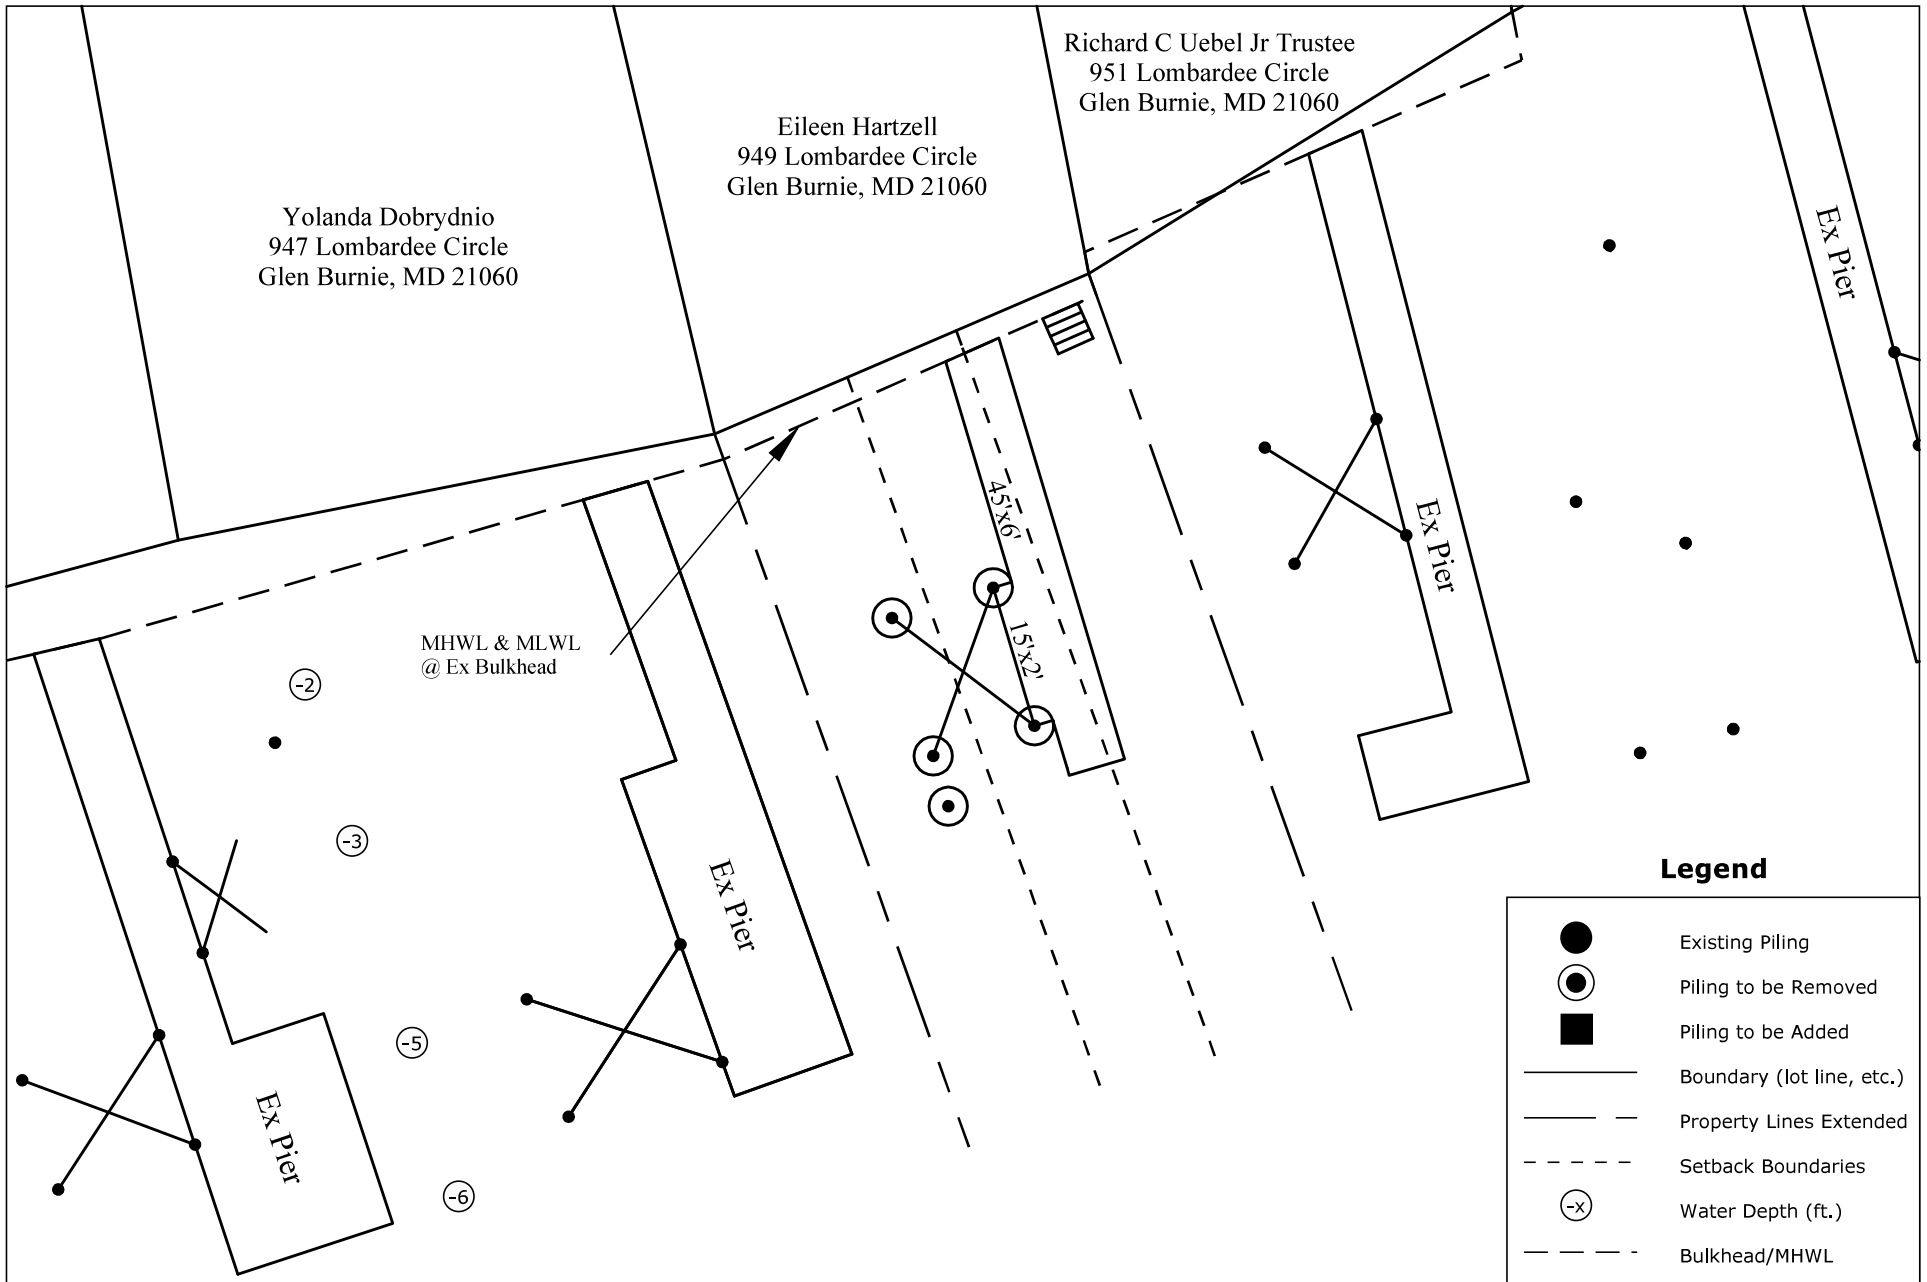 Richard C Uebel Jr Trustee
951 Lombardee Circle
Glen Burnie, MD 21060
Eileen Hartzell
949 Lombardee Circle
Glen Burnie, MD 21060
Yolanda Dobrydnio
947 Lombardee Circle
Glen Burnie, MD 21060
Ex Pier
45'x6'
Ex Pier
15'x2'
MHWL & MLWL
@ Ex Bulkhead
-2
-3
Ex Pier
-5
Ex Pier
-6
Legend
Existing Piling
Piling to be Removed
Piling to be Added
Boundary (lot line, etc.)
Property Lines Extended
Setback Boundaries
-x Water Depth (ft.)
Bulkhead/MHWL